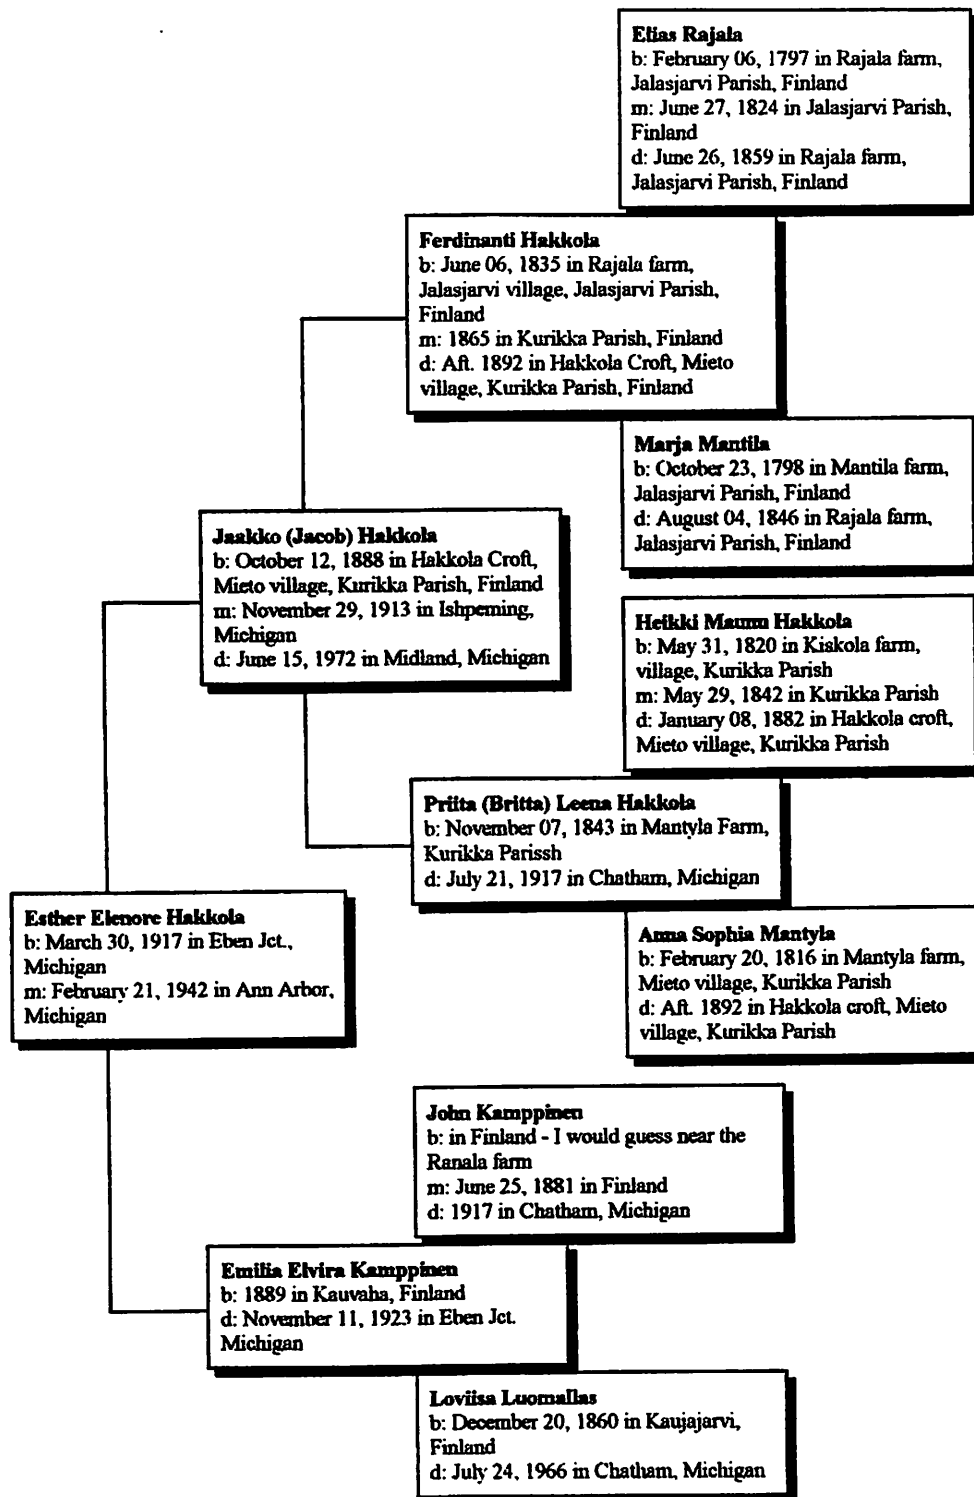 Elias Rajala
b: February 06, 1797 in Rajala farm,
Jalasjarvi Parish, Finland
m: June 27, 1824 in Jalasjarvi Parish,
Finland
d: June 26, 1859 in Rajala farm,
Jalasjarvi Parish, Finland
Ferdinanti Hakkola
b: June 06, 1835 in Rajala farm,
Jalasjarvi village, Jalasjarvi Parish,
Finland
m: 1865 in Kurikka Parish, Finland
d: Aft. 1892 in Hakkola Croft, Mieto
village, Kurikka Parish, Finland
Marja Mantila
b: October 23, 1798 in Mantila farm,
Jalasjarvi Parish, Finland
d: August 04, 1846 in Rajala farm,
Jalasjarvi Parish, Finland
Jaakko (Jacob) Hakkola
b: October 12, 1888 in Hakkola Croft,
Mieto village, Kurikka Parish, Finland
m: November 29, 1913 in Ishpeming,
Michigan
d: June 15, 1972 in Midland, Michigan
Heikki Maunu Hakkola
b: May 31, 1820 in Kiskola farm,
village, Kurikka Parish
m: May 29, 1842 in Kurikka Parish
d: January 08, 1882 in Hakkola croft,
Mieto village, Kurikka Parish
Priita (Britta) Leena Hakkola
b: November 07, 1843 in Mantyla Farm,
Kurikka Parissh
d: July 21, 1917 in Chatham, Michigan
Esther Elenore Hakkola
b: March 30, 1917 in Eben Jct.,
Michigan
m: February 21, 1942 in Ann Arbor,
Michigan
Anna Sophia Mantyla
b: February 20, 1816 in Mantyla farm,
Mieto village, Kurikka Parish
d: Aft. 1892 in Hakkola croft, Mieto
village, Kurikka Parish
John Kamppinen
b: in Finland - I would guess near the
Ranala farm
m: June 25, 1881 in Finland
d: 1917 in Chatham, Michigan
Emilia Elvira Kamppinen
b: 1889 in Kauvaha, Finland
d: November 11, 1923 in Eben Jct.
Michigan
Loviisa Luomallas
b: December 20, 1860 in Kaujajarvi,
Finland
d: July 24, 1966 in Chatham, Michigan